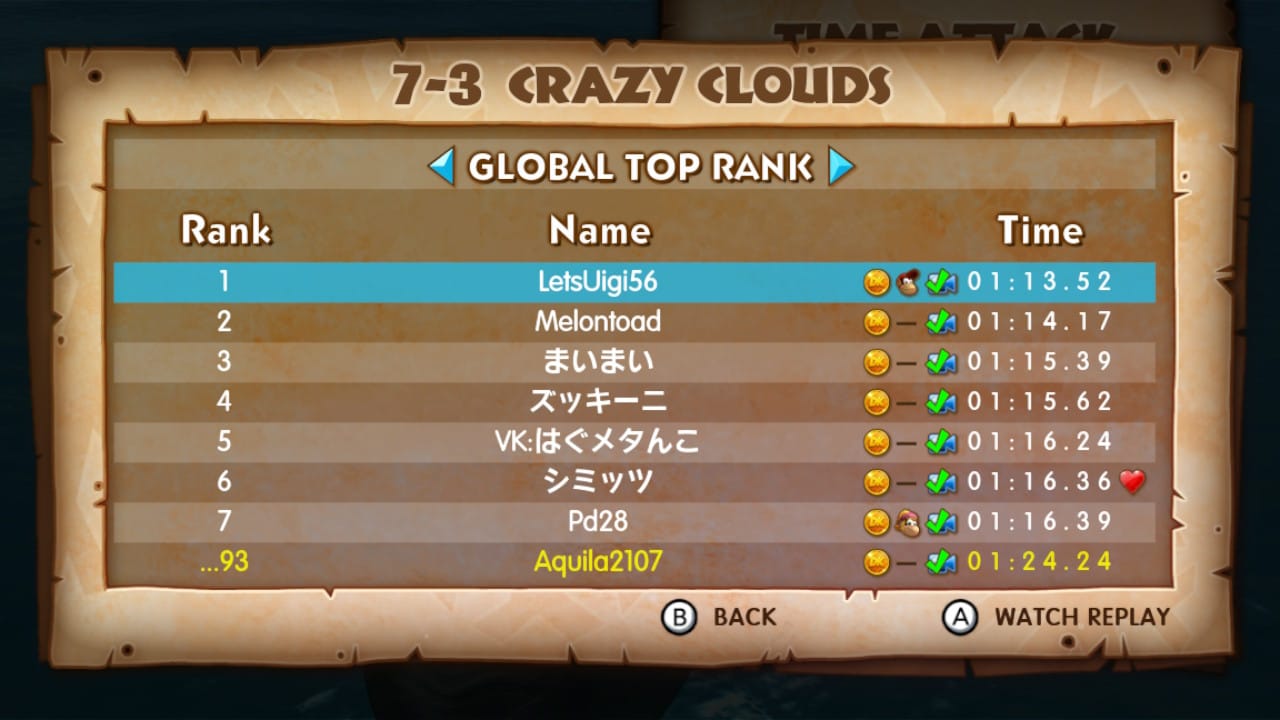 TIME ATTACK
7-3 CRAZY CLOUDS
GLOBAL TOP RANK
Rank Name Time
1 LetsUigi56 01:13.52
2 Melontoad 01:14.17
3 まいまい 01:15.39
4 ズッキーニ 01:15.62
5 VK:はぐメタんこ 01:16.24
6 シミッツ 01:16.36
7 Pd28 01:16.39
...93 Aquila2107 01:24.24
B BACK A WATCH REPLAY